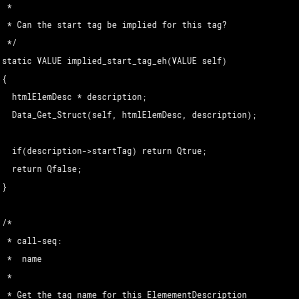 *
* Can the start tag be implied for this tag?
*/
static VALUE implied_start_tag_eh(VALUE self)
{
htmlElemDesc * description;
Data_Get_Struct(self, htmlElemDesc, description);
if(description->startTag) return Qtrue;
return Qfalse;
}
/*
* call-seq:
* name
*
* Get the tag name for this ElemementDescription